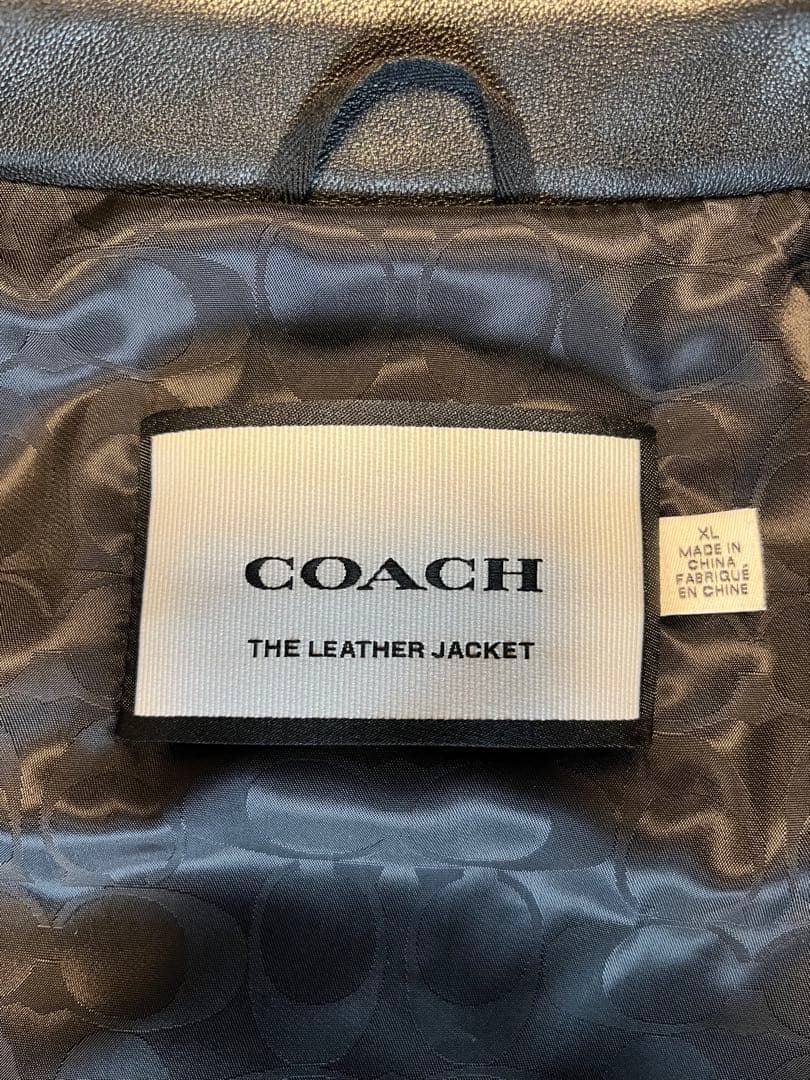 COACH
THE LEATHER JACKET
XL
MADE IN
CHINA
FABRIQUÉ
EN CHINE